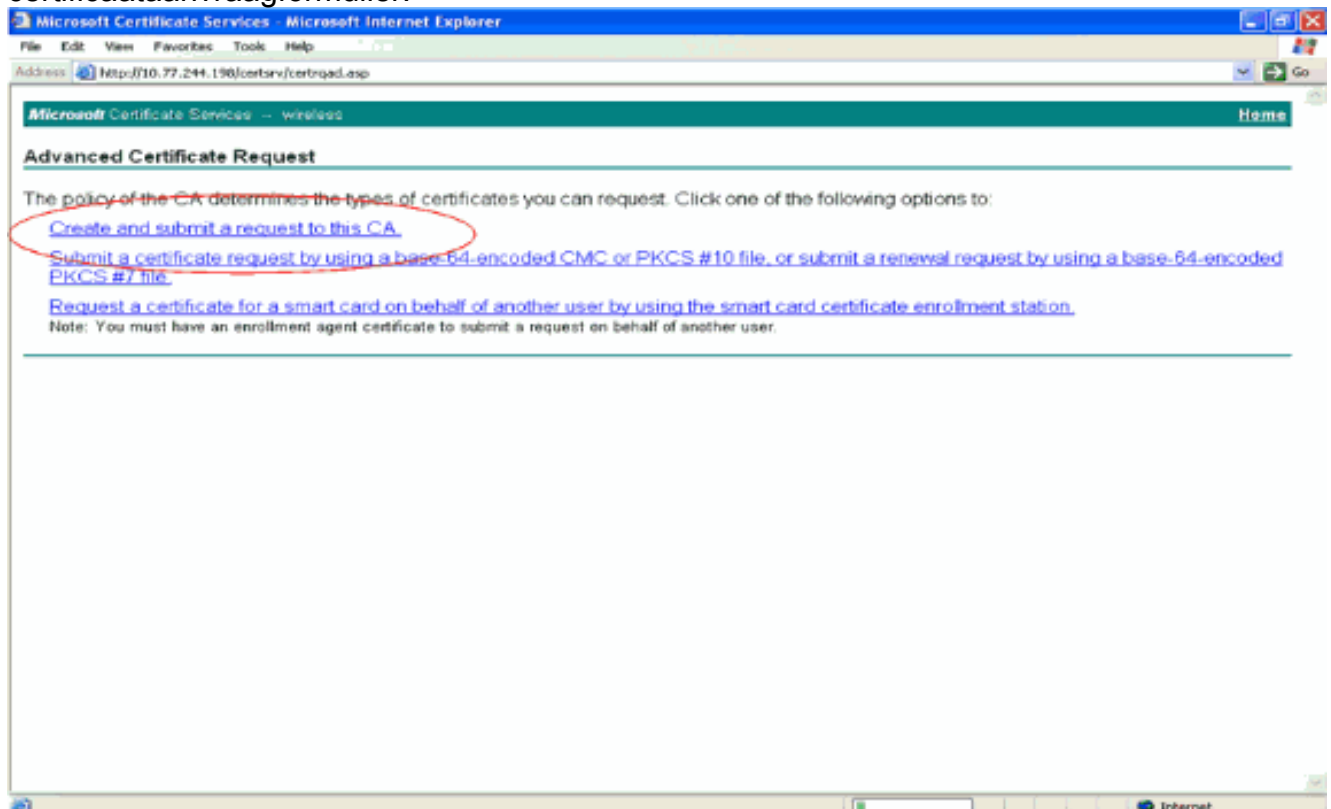 Microsoft Certificate Services - Microsoft Internet Explorer
File Edit View Favorites Tools Help
Address http://10.77.244.198/certsrv/certrqad.asp Go
Microsoft Certificate Services -- wireless Home
Advanced Certificate Request
The policy of the CA determines the types of certificates you can request. Click one of the following options to:
Create and submit a request to this CA.
Submit a certificate request by using a base-64-encoded CMC or PKCS #10 file, or submit a renewal request by using a base-64-encoded
PKCS #7 file.
Request a certificate for a smart card on behalf of another user by using the smart card certificate enrollment station.
Note: You must have an enrollment agent certificate to submit a request on behalf of another user.
Internet